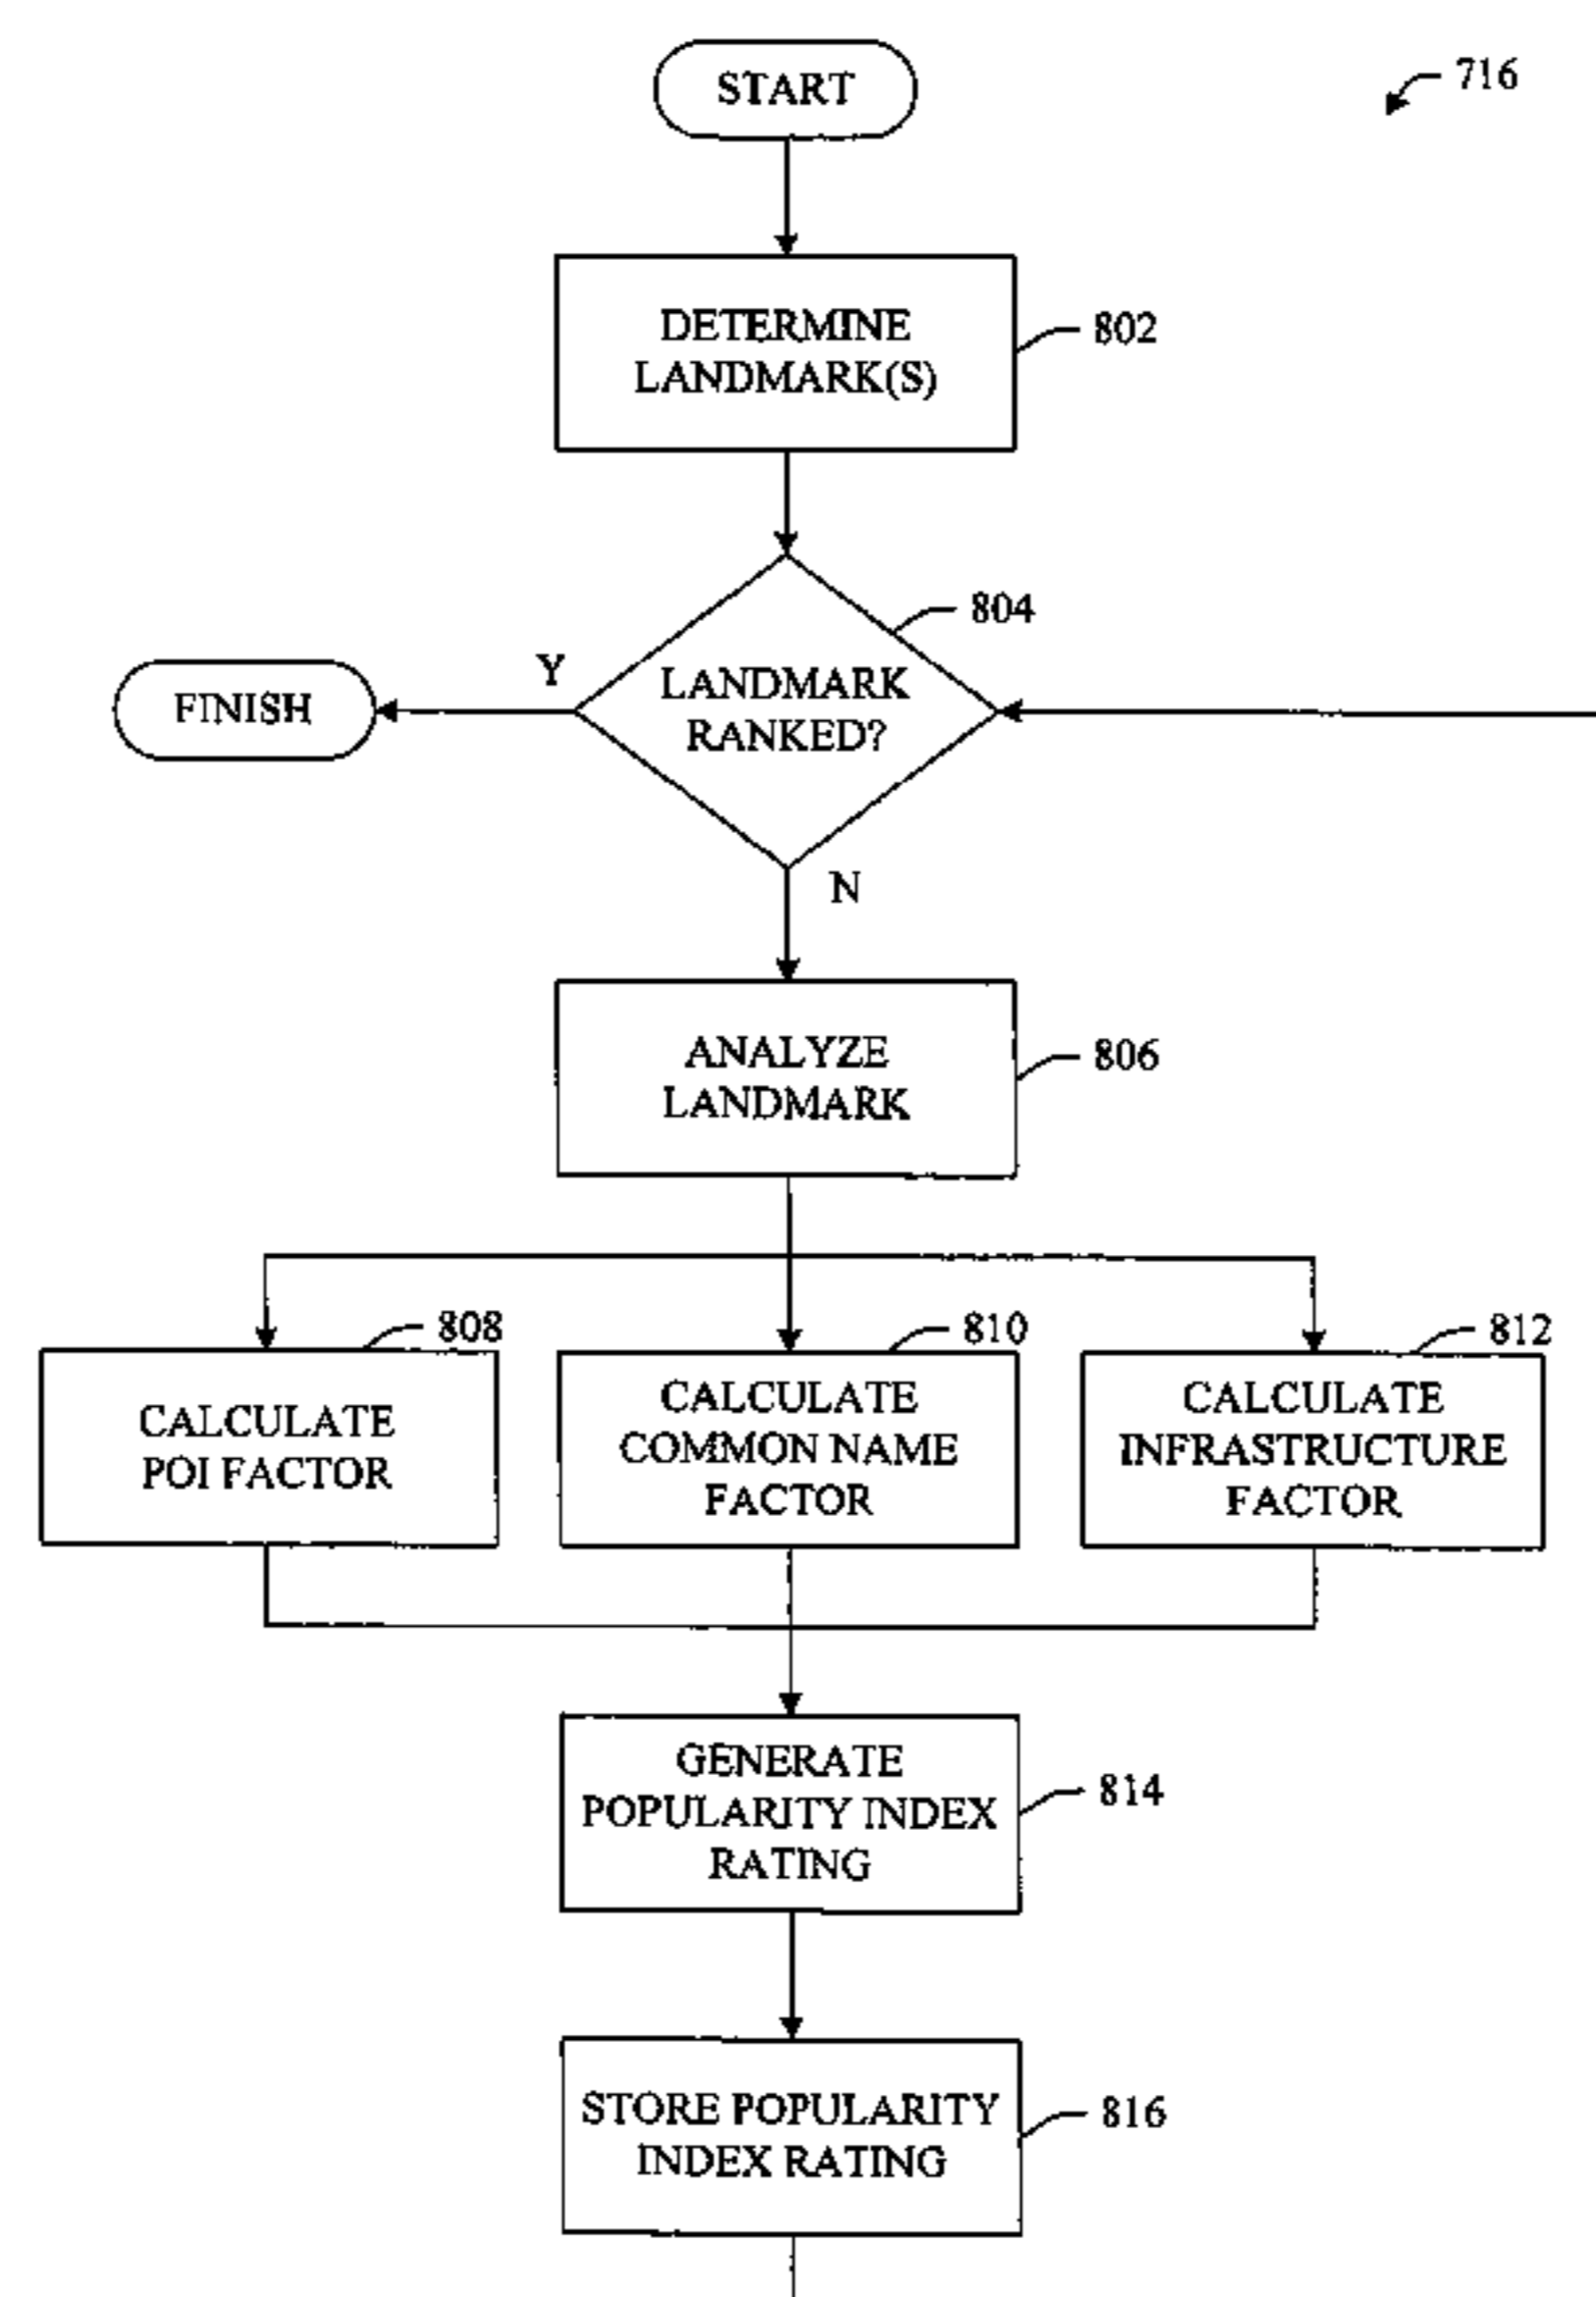 START
716
DETERMINE
LANDMARK(S)
802
804
LANDMARK
RANKED?
Y
FINISH
N
ANALYZE
LANDMARK
806
808
CALCULATE
POI FACTOR
810
CALCULATE
COMMON NAME
FACTOR
812
CALCULATE
INFRASTRUCTURE
FACTOR
GENERATE
POPULARITY INDEX
RATING
814
STORE POPULARITY
INDEX RATING
816